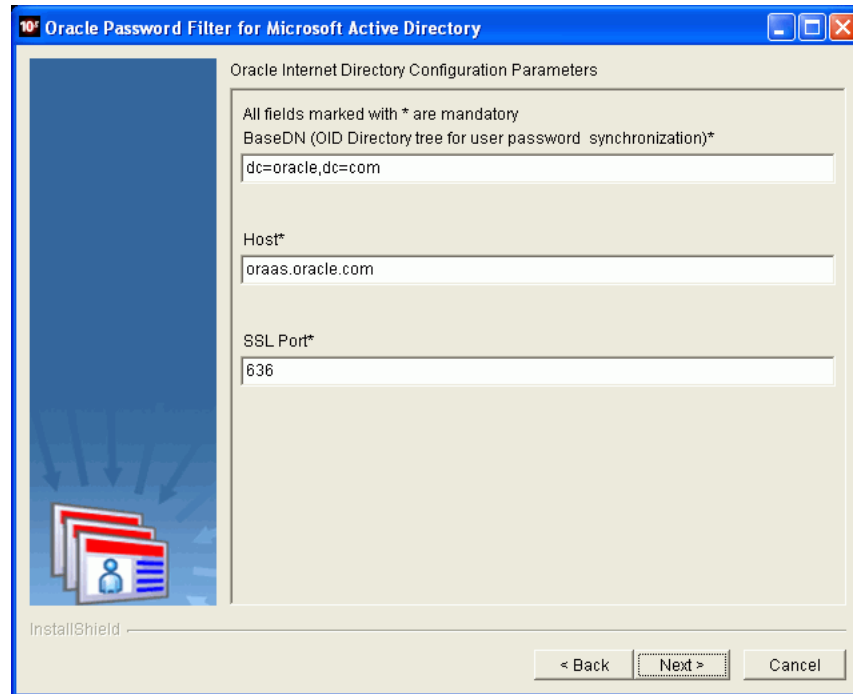 10g Oracle Password Filter for Microsoft Active Directory
Oracle Internet Directory Configuration Parameters
All fields marked with * are mandatory
BaseDN (OID Directory tree for user password synchronization)*
dc=oracle,dc=com
Host*
oraas.oracle.com
SSL Port*
636
InstallShield
< Back
Next >
Cancel